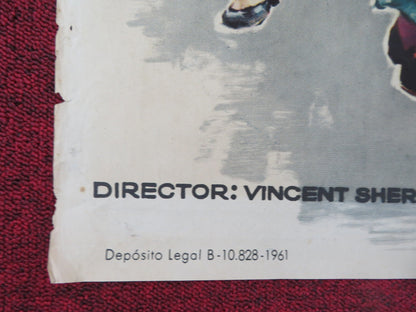 DIRECTOR: VINCENT SHER
Depósito Legal B-10.828-1961